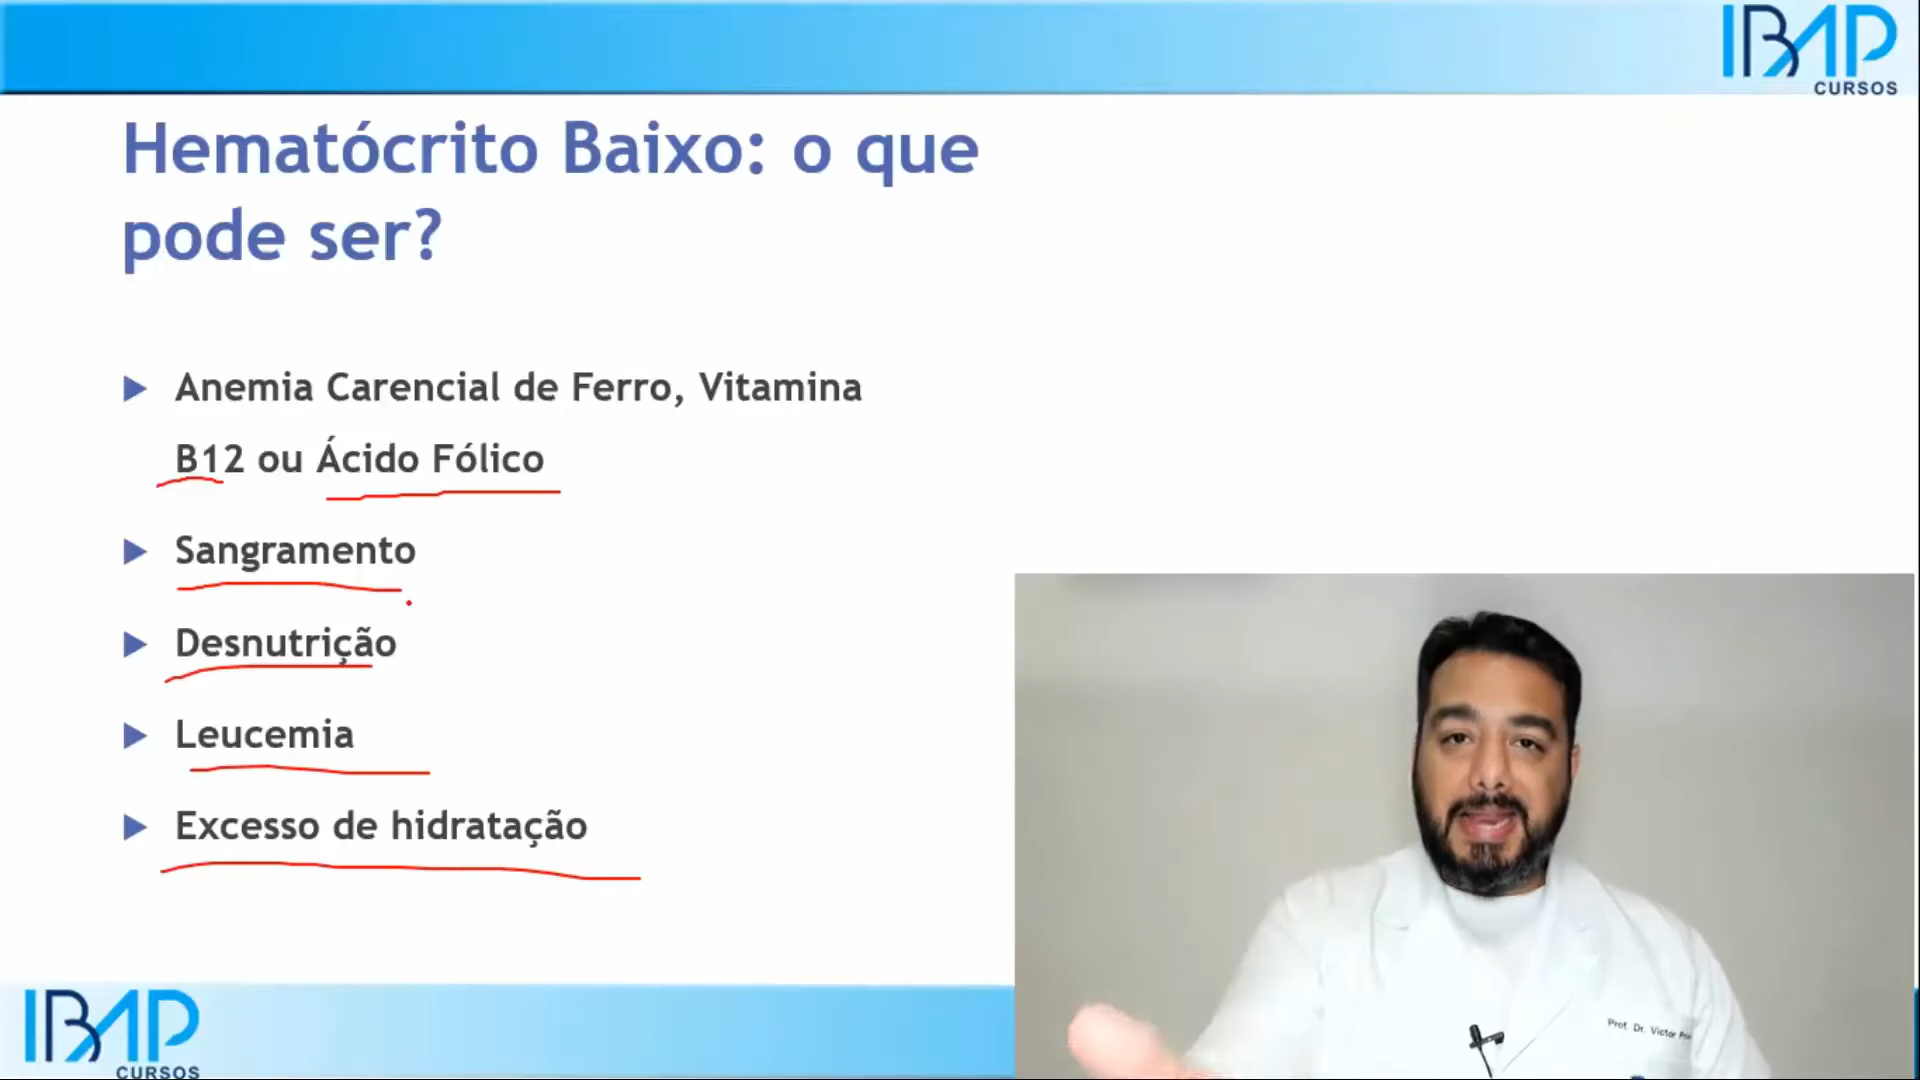 IBAP
CURSOS
Hematócrito Baixo: o que
pode ser?
Anemia Carencial de Ferro, Vitamina
B12 ou Ácido Fólico
Sangramento
Desnutrição
Leucemia
Excesso de hidratação
Prof. Dr. Victor
IBAP
CURSOS